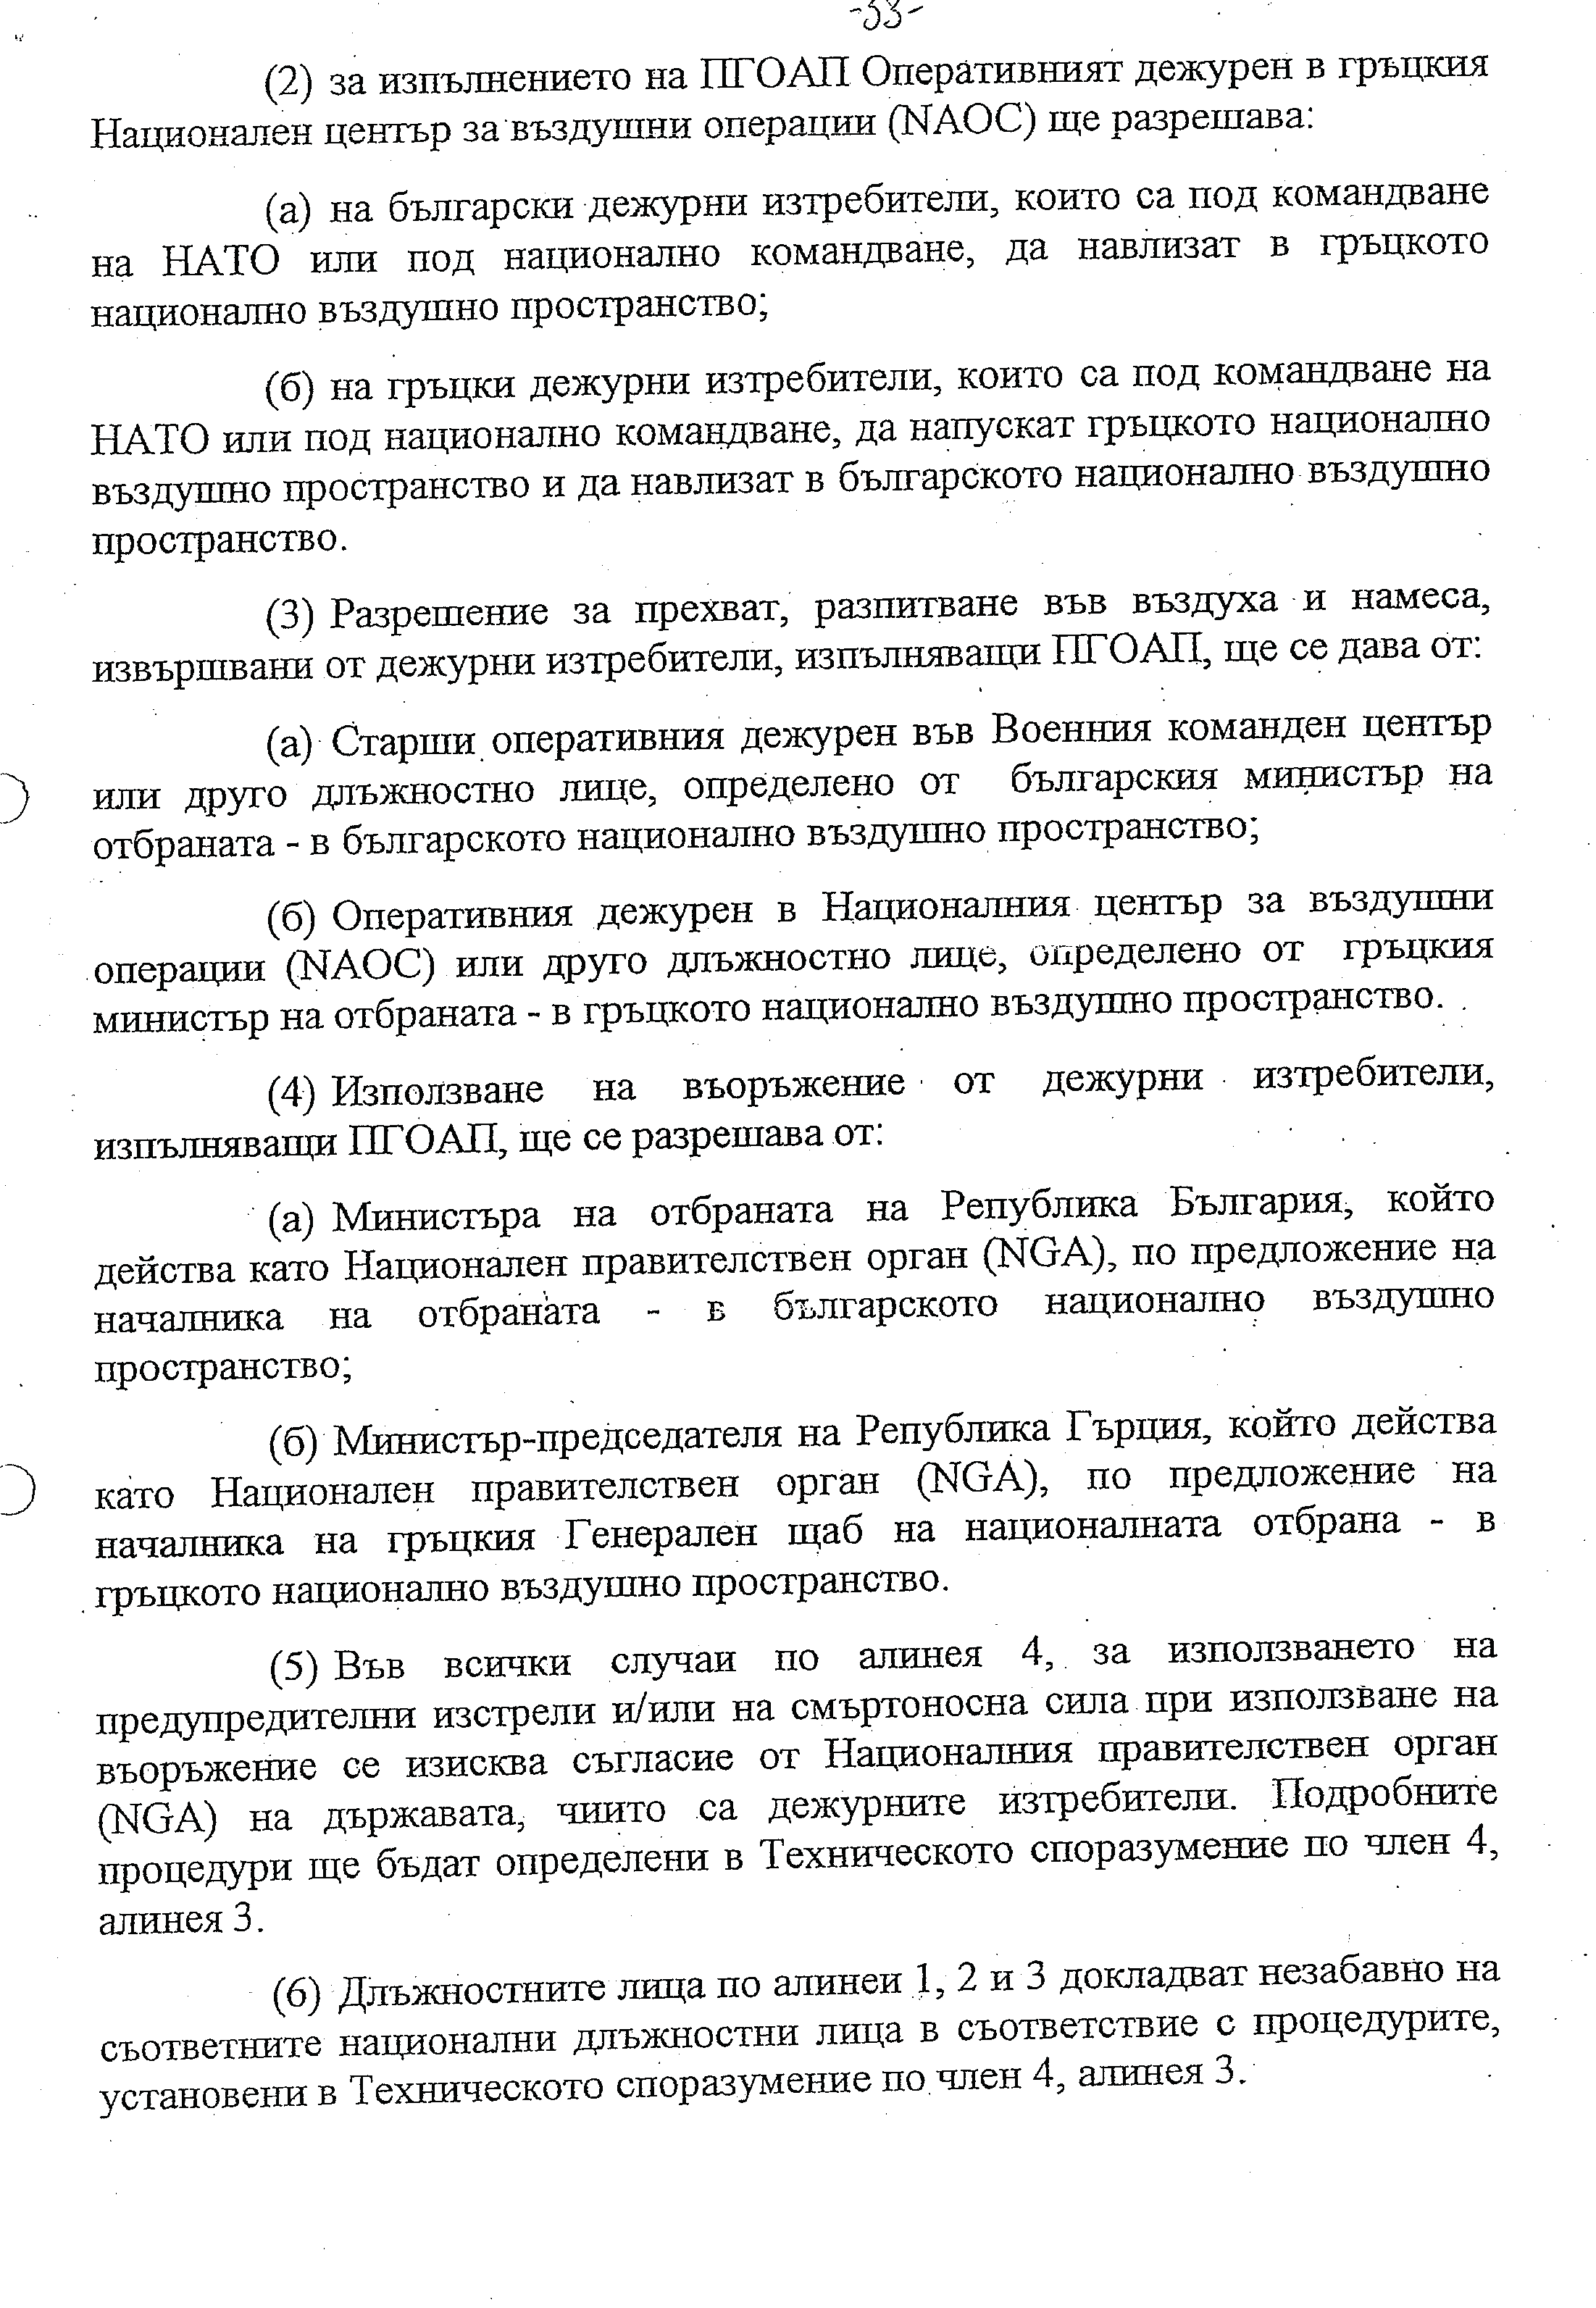 -33-
(2) за изпълнението на ПГОАП Оперативният дежурен в гръцкия
Национален център за въздушни операции (NAOC) ще разрешава:
(а) на български дежурни изтребители, които са под командване
на НАТО или под национално командване, да навлизат в гръцкото
национално въздушно пространство;
(б) на гръцки дежурни изтребители, които са под командване на
НАТО или под национално командване, да напускат гръцкото национално
въздушно пространство и да навлизат в българското национално въздушно
пространство.
(3) Разрешение за прехват, разпитване във въздуха и намеса,
извършвани от дежурни изтребители, изпълняващи ПГОАП, ще се дава от:
(а) Старши оперативния дежурен във Военния команден център
или друго длъжностно лице, определено от българския министър на
отбраната - в българското национално въздушно пространство;
(б) Оперативния дежурен в Националния център за въздушни
операции (NAOC) или друго длъжностно лице, определено от гръцкия
министър на отбраната - в гръцкото национално въздушно пространство.
(4) Използване на въоръжение от дежурни изтребители,
изпълняващи ПГОАП, ще се разрешава от:
(а) Министъра на отбраната на Република България, който
действа като Национален правителствен орган (NGA), по предложение на
началника на отбраната - в българското национално въздушно
пространство;
(б) Министър-председателя на Република Гърция, който действа
като Национален правителствен орган (NGA), по предложение на
началника на гръцкия Генерален щаб на националната отбрана - в
гръцкото национално въздушно пространство.
(5) Във всички случаи по алинея 4, за използването на
предупредителни изстрели и/или на смъртоносна сила при използване на
въоръжение се изисква съгласие от Националния правителствен орган
(NGA) на държавата, чиито са дежурните изтребители. Подробните
процедури ще бъдат определени в Техническото споразумение по член 4,
алинея 3.
(6) Длъжностните лица по алинеи 1, 2 и 3 докладват незабавно на
съответните национални длъжностни лица в съответствие с процедурите,
установени в Техническото споразумение по член 4, алинея 3.